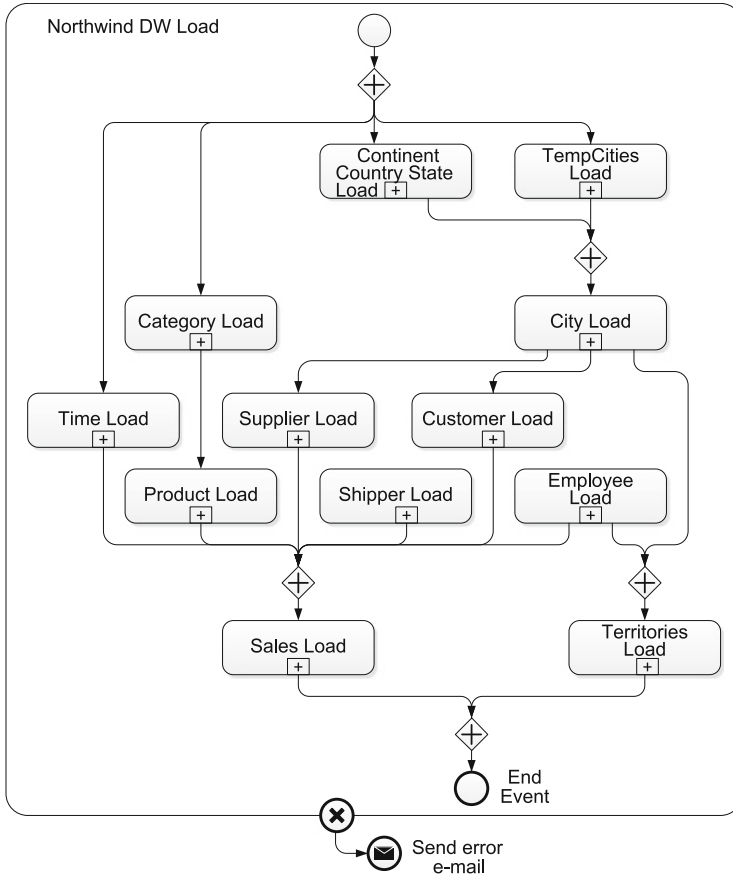 Northwind DW Load
Continent
Country State
Load
TempCities
Load
Category Load
City Load
Time Load
Supplier Load
Customer Load
Product Load
Shipper Load
Employee
Load
Sales Load
Territories
Load
End
Event
Send error
e-mail